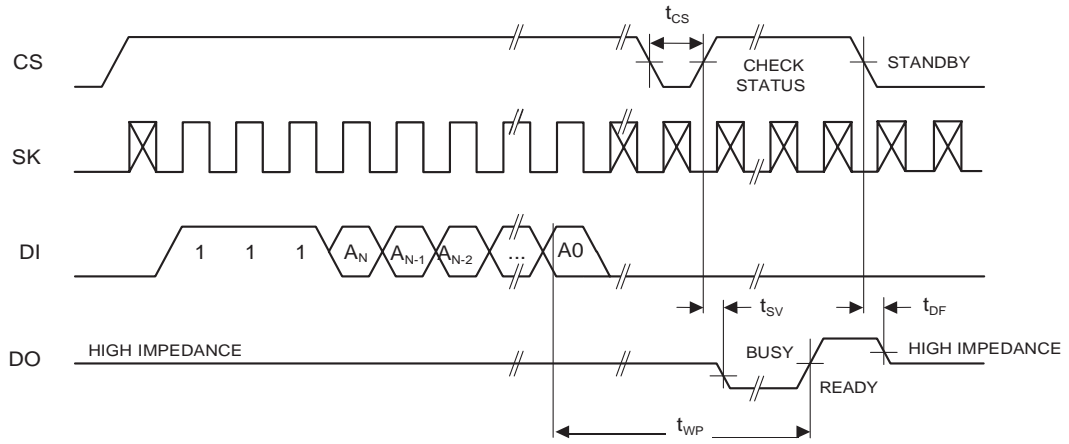 t_CS
CS
CHECK
STATUS
STANDBY
SK
DI
1 1 1 A_N A_N-1 A_N-2 ... A0
t_SV
t_DF
DO
HIGH IMPEDANCE
BUSY
READY
HIGH IMPEDANCE
t_WP